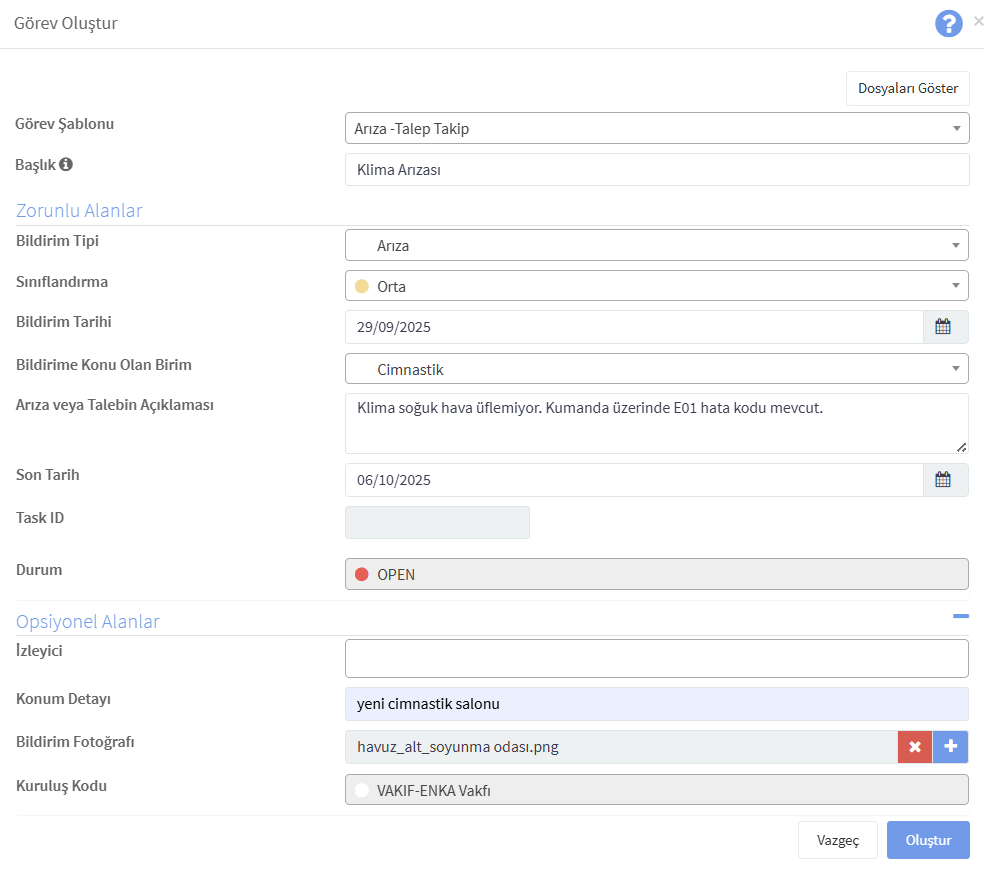 Görev Oluştur
Dosyaları Göster
Görev Şablonu
Arıza -Talep Takip
Başlık
Klima Arızası
Zorunlu Alanlar
Bildirim Tipi
Arıza
Sınıflandırma
Orta
Bildirim Tarihi
29/09/2025
Bildirime Konu Olan Birim
Cimnastik
Arıza veya Talebin Açıklaması
Klima soğuk hava üflemiyor. Kumanda üzerinde E01 hata kodu mevcut.
Son Tarih
06/10/2025
Task ID
Durum
OPEN
Opsiyonel Alanlar
İzleyici
Konum Detayı
yeni cimnastik salonu
Bildirim Fotoğrafı
havuz_alt_soyunma odası.png
Kuruluş Kodu
VAKIF-ENKA Vakfı
Vazgeç
Oluştur